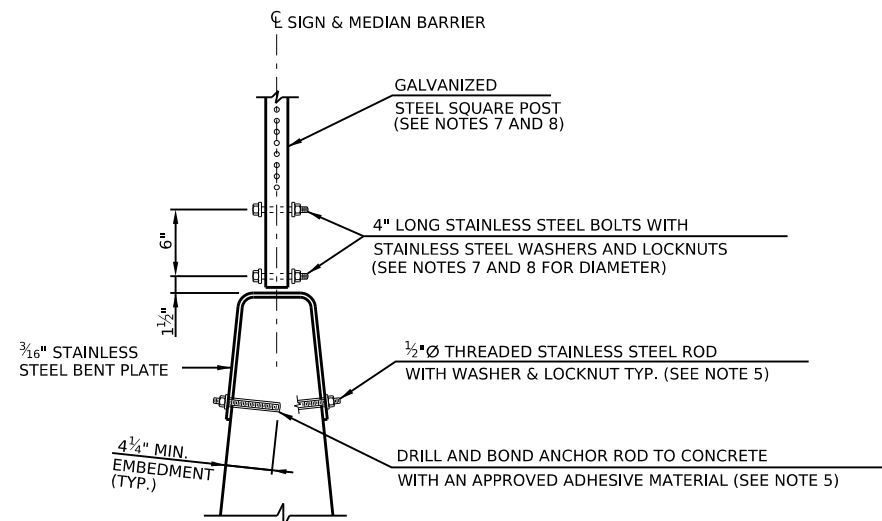 ℄ SIGN & MEDIAN BARRIER
GALVANIZED
STEEL SQUARE POST
(SEE NOTES 7 AND 8)
6"
4" LONG STAINLESS STEEL BOLTS WITH
STAINLESS STEEL WASHERS AND LOCKNUTS
(SEE NOTES 7 AND 8 FOR DIAMETER)
1½"
3⁄16" STAINLESS
STEEL BENT PLATE
½"Ø THREADED STAINLESS STEEL ROD
WITH WASHER & LOCKNUT TYP. (SEE NOTE 5)
4¼" MIN.
EMBEDMENT
(TYP.)
DRILL AND BOND ANCHOR ROD TO CONCRETE
WITH AN APPROVED ADHESIVE MATERIAL (SEE NOTE 5)